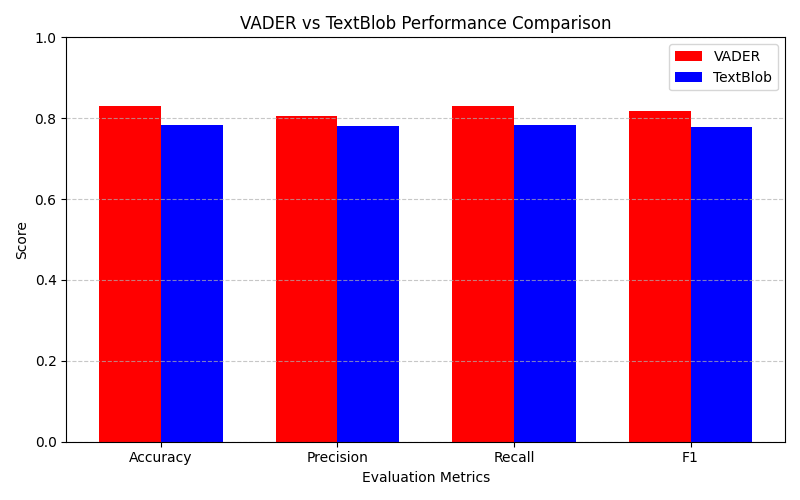 VADER vs TextBlob Performance Comparison
VADER
TextBlob
1.0
0.8
0.6
0.4
0.2
0.0
Score
Accuracy
Precision
Recall
F1
Evaluation Metrics